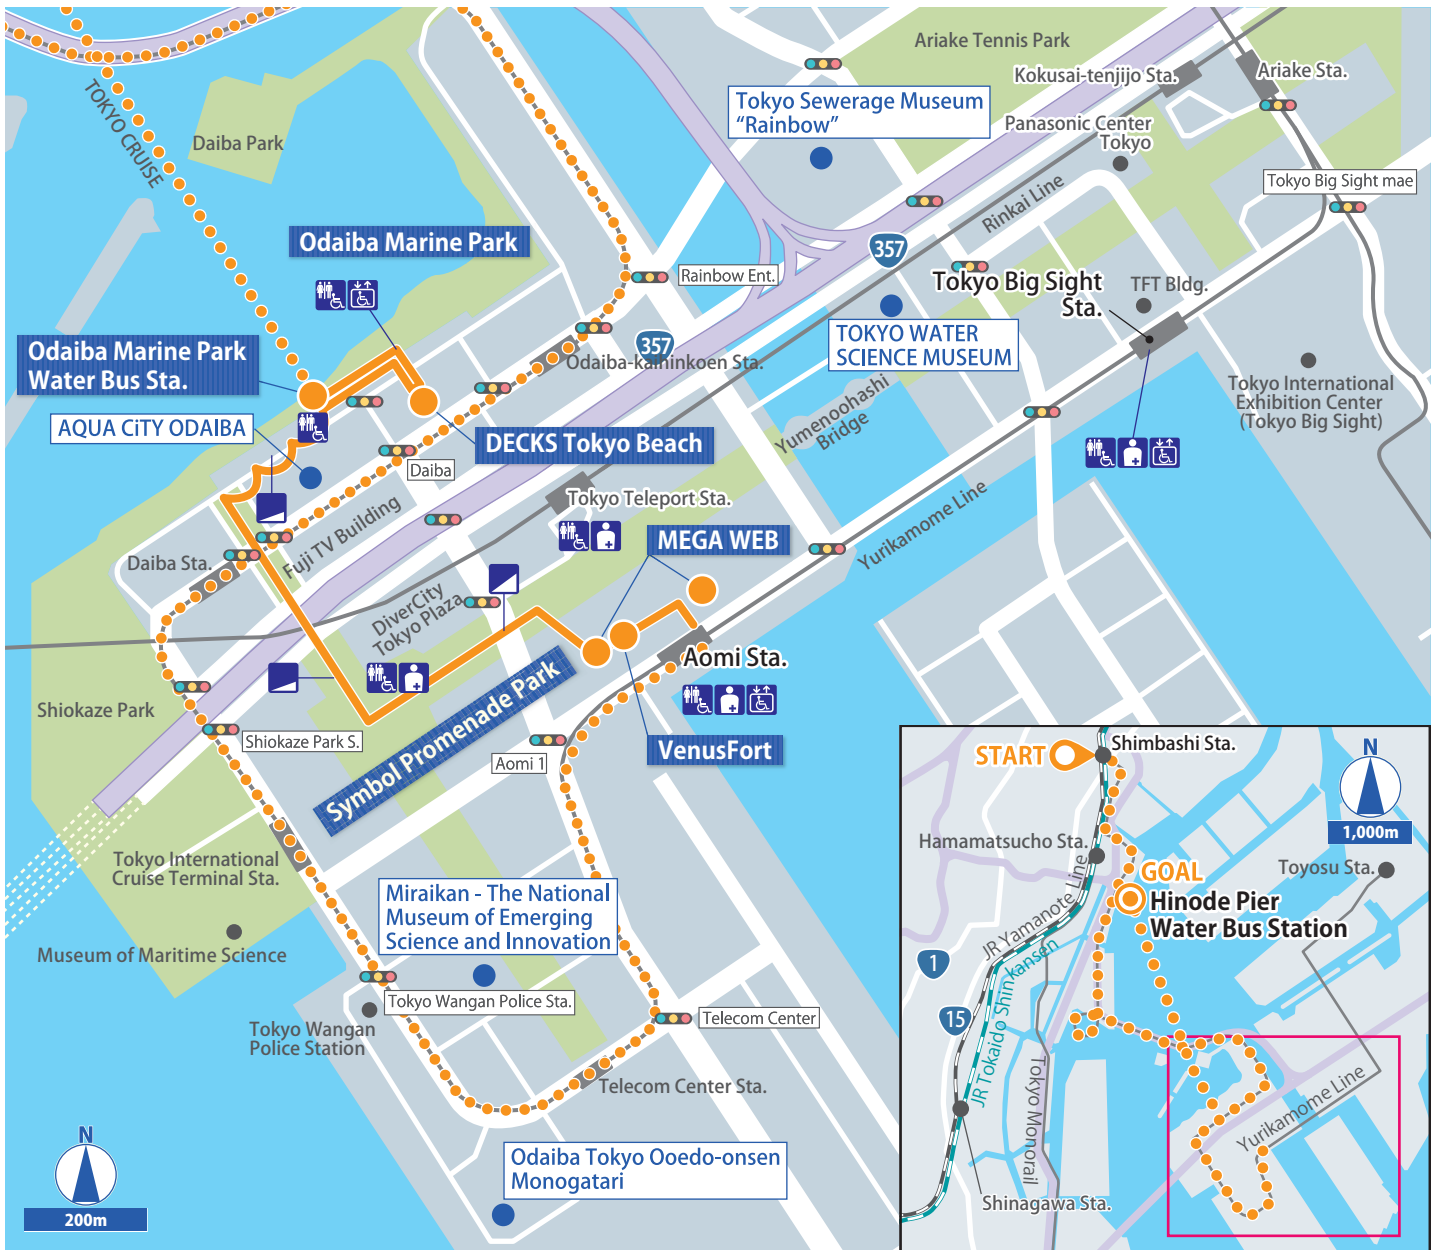 Ariake Tennis Park
Kokusai-tenjijo Sta.
Ariake Sta.
Tokyo Sewerage Museum
“Rainbow”
Panasonic Center
Tokyo
TOKYO CRUISE
Daiba Park
Rinkai Line
Tokyo Big Sight mae
Odaiba Marine Park
357
Rainbow Ent.
Tokyo Big Sight
Sta.
TFT Bldg.
Odaiba Marine Park
Water Bus Sta.
357
Odaiba-kaihinkoen Sta.
TOKYO WATER
SCIENCE MUSEUM
Tokyo International
Exhibition Center
(Tokyo Big Sight)
AQUA CiTY ODAIBA
DECKS Tokyo Beach
Yumenoohashi
Bridge
Daiba
Tokyo Teleport Sta.
Yurikamome Line
Fuji TV Building
MEGA WEB
Daiba Sta.
DiverCity
Tokyo Plaza
Aomi Sta.
Shiokaze Park
Symbol Promenade Park
Shiokaze Park S.
Aomi 1
VenusFort
Tokyo International
Cruise Terminal Sta.
Miraikan - The National
Museum of Emerging
Science and Innovation
Museum of Maritime Science
Tokyo Wangan Police Sta.
Telecom Center
Tokyo Wangan
Police Station
Telecom Center Sta.
Odaiba Tokyo Ooedo-onsen
Monogatari
N
200m
START
Shimbashi Sta.
N
1,000m
Hamamatsucho Sta.
GOAL
Hinode Pier
Water Bus Station
Toyosu Sta.
JR Yamanote Line
1
15
JR Tokaido Shinkansen
Tokyo Monorail
Yurikamome Line
Shinagawa Sta.